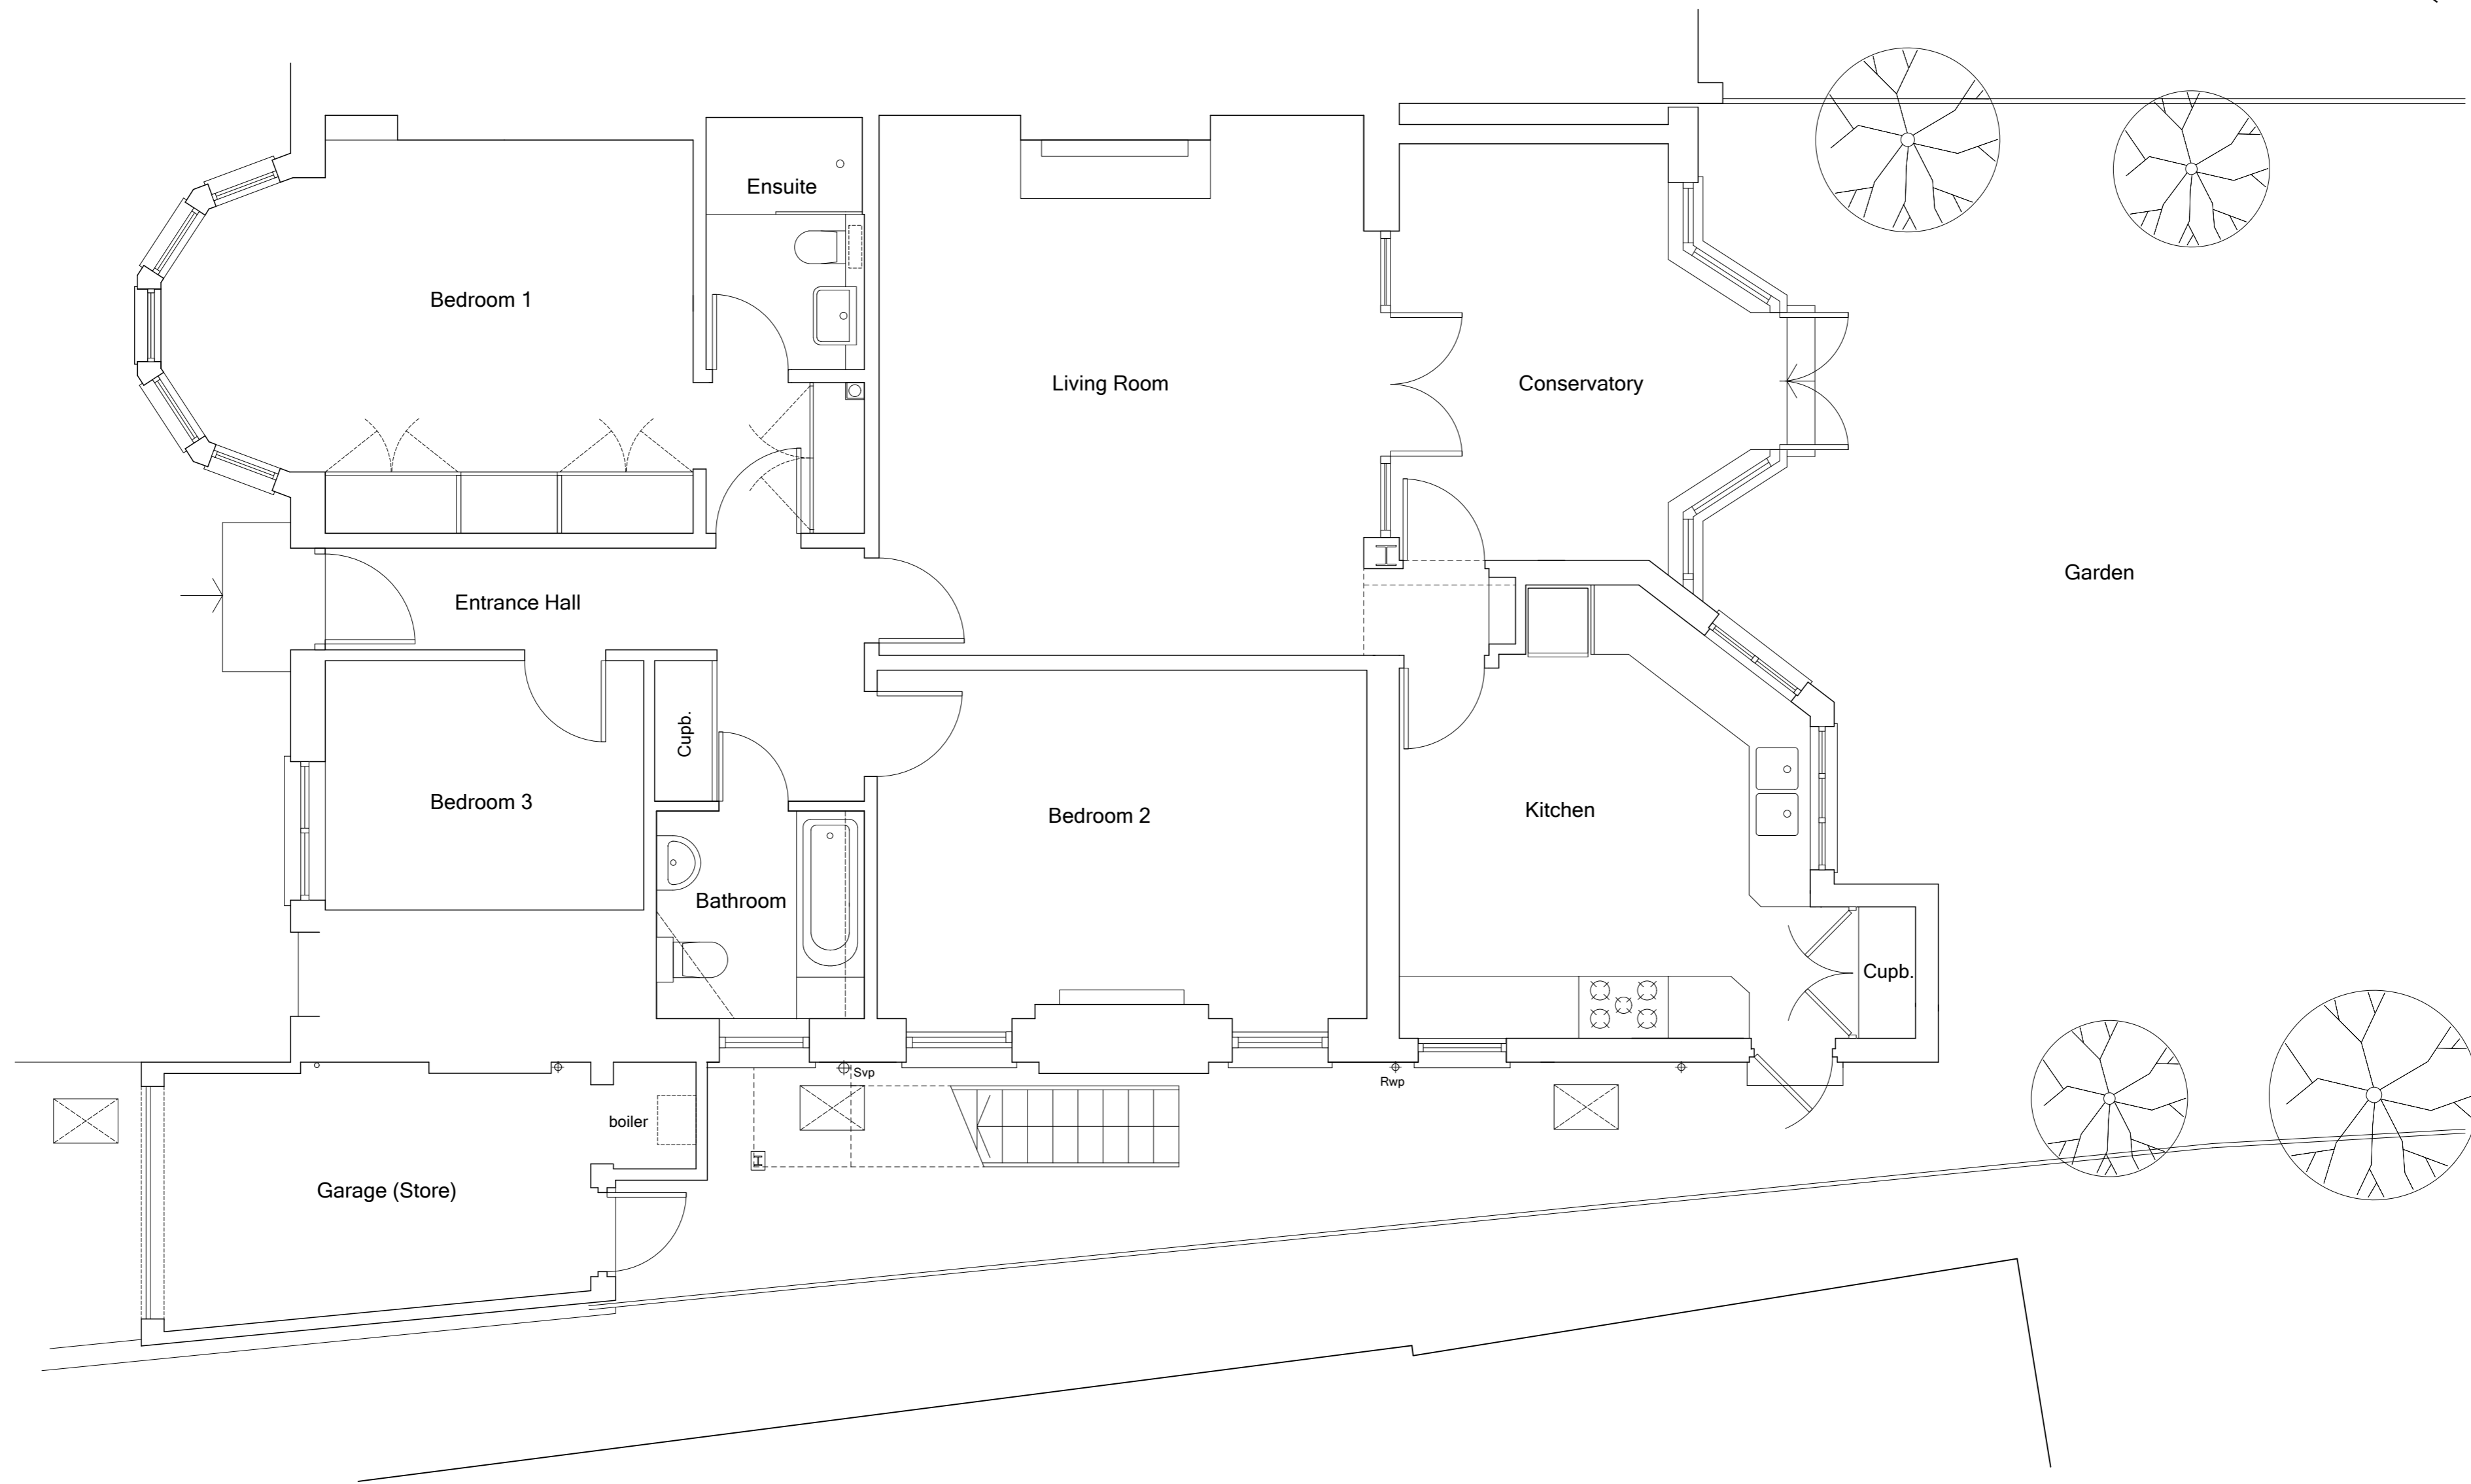 Ensuite
Bedroom 1
Living Room
Conservatory
Garden
Entrance Hall
Cupb.
Bedroom 3
Bedroom 2
Kitchen
Bathroom
Cupb.
Svp
Rwp
boiler
Garage (Store)